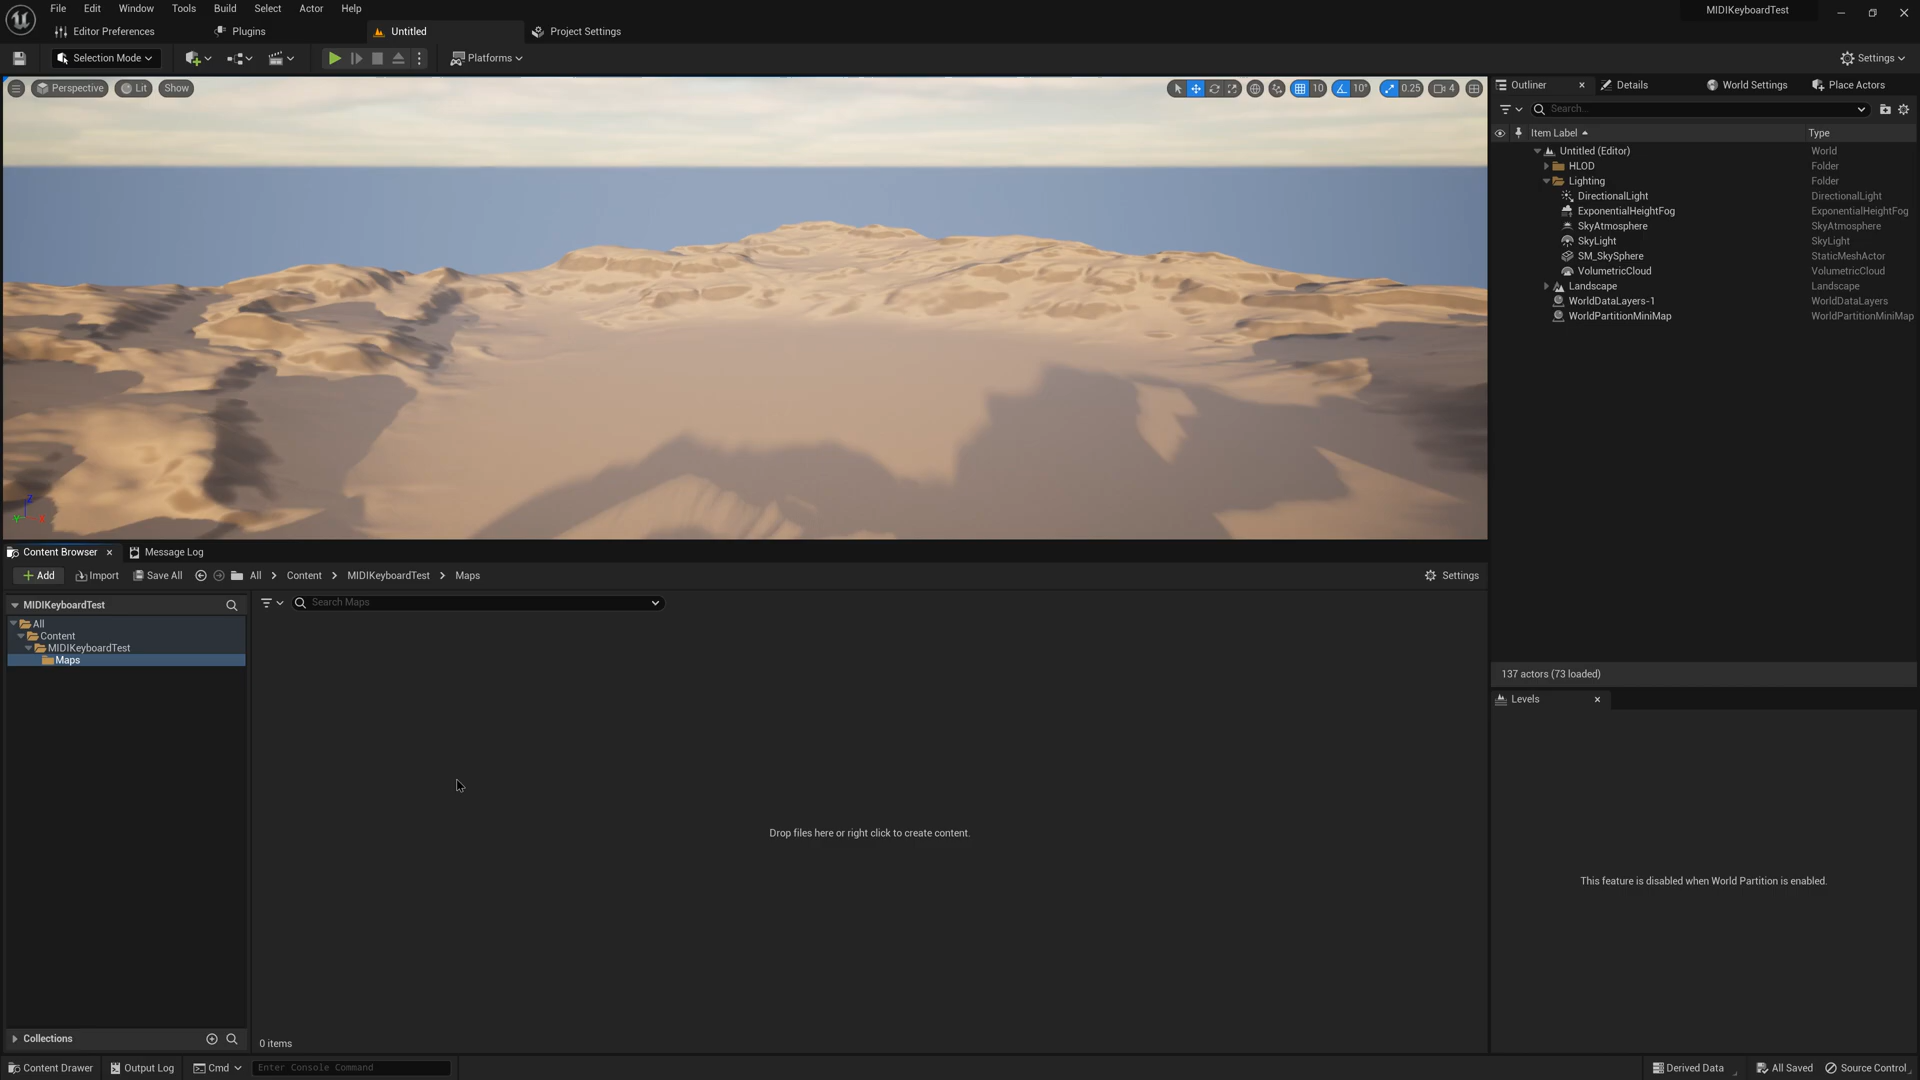 File Edit Window Tools Build Select Actor Help
MIDIKeyboardTest
Editor Preferences
Plugins
Untitled
Project Settings
Selection Mode
Platforms
Settings
Perspective
Lit
Show
10
10°
0.25
4
Outliner
Details
World Settings
Place Actors
Search...
Item Label
Type
Untitled (Editor) World
HLOD Folder
Lighting Folder
DirectionalLight DirectionalLight
ExponentialHeightFog ExponentialHeightFog
SkyAtmosphere SkyAtmosphere
SkyLight SkyLight
SM_SkySphere StaticMeshActor
VolumetricCloud VolumetricCloud
Landscape Landscape
WorldDataLayers-1 WorldDataLayers
WorldPartitionMiniMap WorldPartitionMiniMap
Z
Y
X
137 actors (73 loaded)
Levels
This feature is disabled when World Partition is enabled.
Content Browser
Message Log
Add
Import
Save All
All
Content
MIDIKeyboardTest
Maps
Settings
MIDIKeyboardTest
Search Maps
All
Content
MIDIKeyboardTest
Maps
Drop files here or right click to create content.
Collections
0 items
Content Drawer
Output Log
Cmd
Enter Console Command
Derived Data
All Saved
Source Control